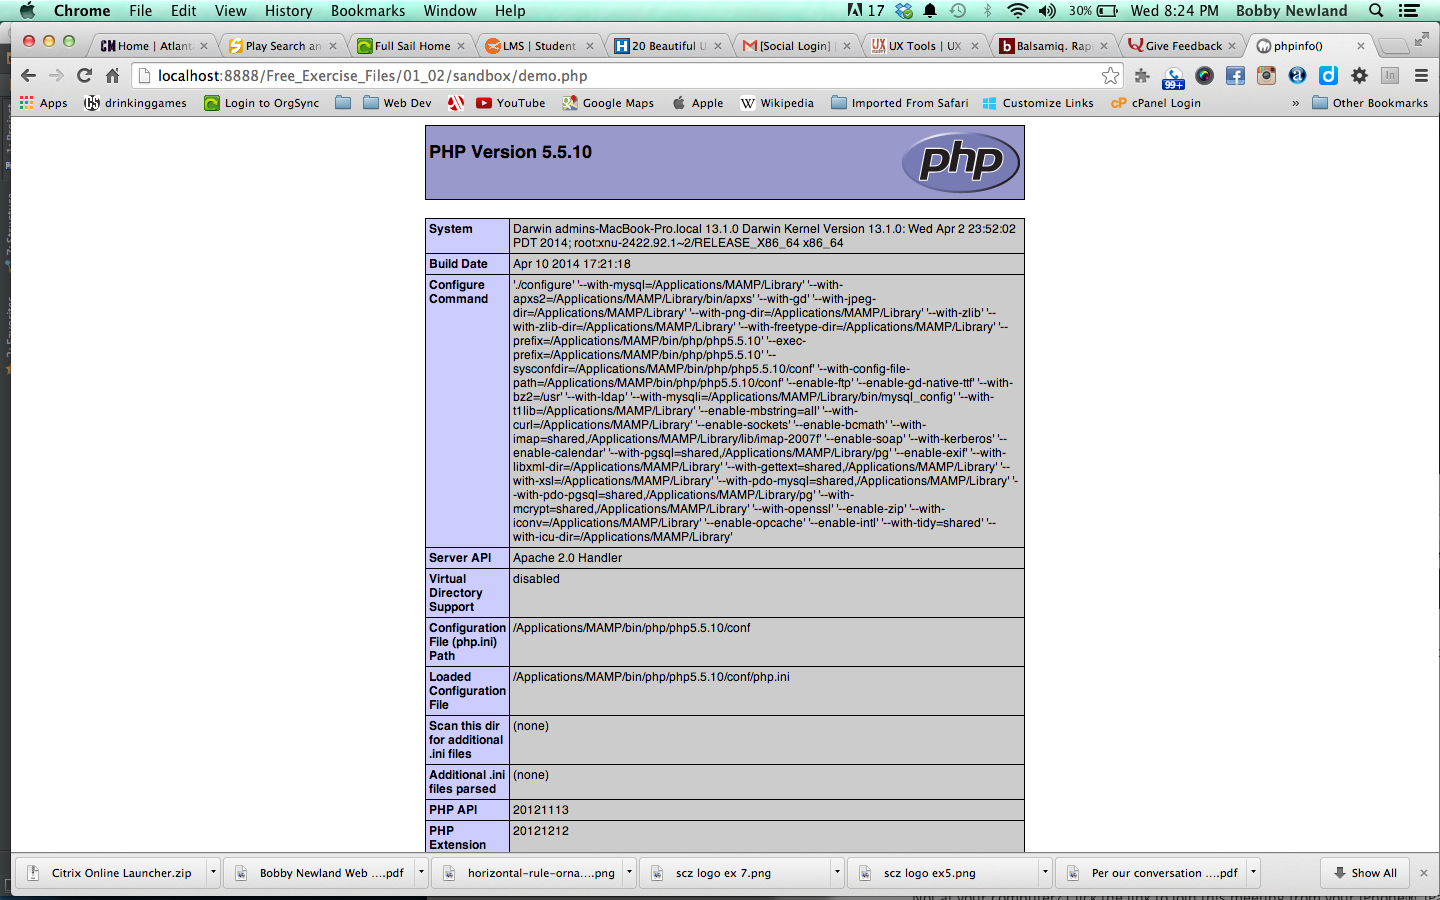 Chrome File Edit View History Bookmarks Window Help 17 30% Wed 8:24 PM Bobby Newland
CN Home | Atlant. Play Search an Full Sail Home LMS | Student 20 Beautiful U [Social Login] UX Tools | UX Balsamiq. Rap Give Feedback phpinfo()
localhost:8888/Free_Exercise_Files/01_02/sandbox/demo.php 99+
Apps drinkinggames Login to OrgSync Web Dev YouTube Google Maps Apple Wikipedia Imported From Safari Customize Links cPanel Login » Other Bookmarks
PHP Version 5.5.10
php
System Darwin admins-MacBook-Pro.local 13.1.0 Darwin Kernel Version 13.1.0: Wed Apr 2 23:52:02
PDT 2014; root:xnu-2422.92.1~2/RELEASE_X86_64 x86_64
Build Date Apr 10 2014 17:21:18
Configure './configure' '--with-mysql=/Applications/MAMP/Library' '--with-
Command apxs2=/Applications/MAMP/Library/bin/apxs' '--with-gd' '--with-jpeg-
dir=/Applications/MAMP/Library' '--with-png-dir=/Applications/MAMP/Library' '--with-zlib' '--
with-zlib-dir=/Applications/MAMP/Library' '--with-freetype-dir=/Applications/MAMP/Library' '--
prefix=/Applications/MAMP/bin/php/php5.5.10' '--exec-
prefix=/Applications/MAMP/bin/php/php5.5.10' '--
sysconfdir=/Applications/MAMP/bin/php/php5.5.10/conf' '--with-config-file-
path=/Applications/MAMP/bin/php/php5.5.10/conf' '--enable-ftp' '--enable-gd-native-ttf' '--with-
bz2=/usr' '--with-ldap' '--with-mysqli=/Applications/MAMP/Library/bin/mysql_config' '--with-
t1lib=/Applications/MAMP/Library' '--enable-mbstring=all' '--with-
curl=/Applications/MAMP/Library' '--enable-sockets' '--enable-bcmath' '--with-
imap=shared,/Applications/MAMP/Library/lib/imap-2007f' '--enable-soap' '--with-kerberos' '--
enable-calendar' '--with-pgsql=shared,/Applications/MAMP/Library/pg' '--enable-exif' '--with-
libxml-dir=/Applications/MAMP/Library' '--with-gettext=shared,/Applications/MAMP/Library' '--
with-xsl=/Applications/MAMP/Library' '--with-pdo-mysql=shared,/Applications/MAMP/Library' '-
-with-pdo-pgsql=shared,/Applications/MAMP/Library/pg' '--with-
mcrypt=shared,/Applications/MAMP/Library' '--with-openssl' '--enable-zip' '--with-
iconv=/Applications/MAMP/Library' '--enable-opcache' '--enable-intl' '--with-tidy=shared' '--
with-icu-dir=/Applications/MAMP/Library'
Server API Apache 2.0 Handler
Virtual disabled
Directory
Support
Configuration /Applications/MAMP/bin/php/php5.5.10/conf
File (php.ini)
Path
Loaded /Applications/MAMP/bin/php/php5.5.10/conf/php.ini
Configuration
File
Scan this dir (none)
for additional
.ini files
Additional .ini (none)
files parsed
PHP API 20121113
PHP 20121212
Extension
Citrix Online Launcher.zip Bobby Newland Web ....pdf horizontal-rule-orna....png scz logo ex 7.png scz logo ex5.png Per our conversation ....pdf Show All